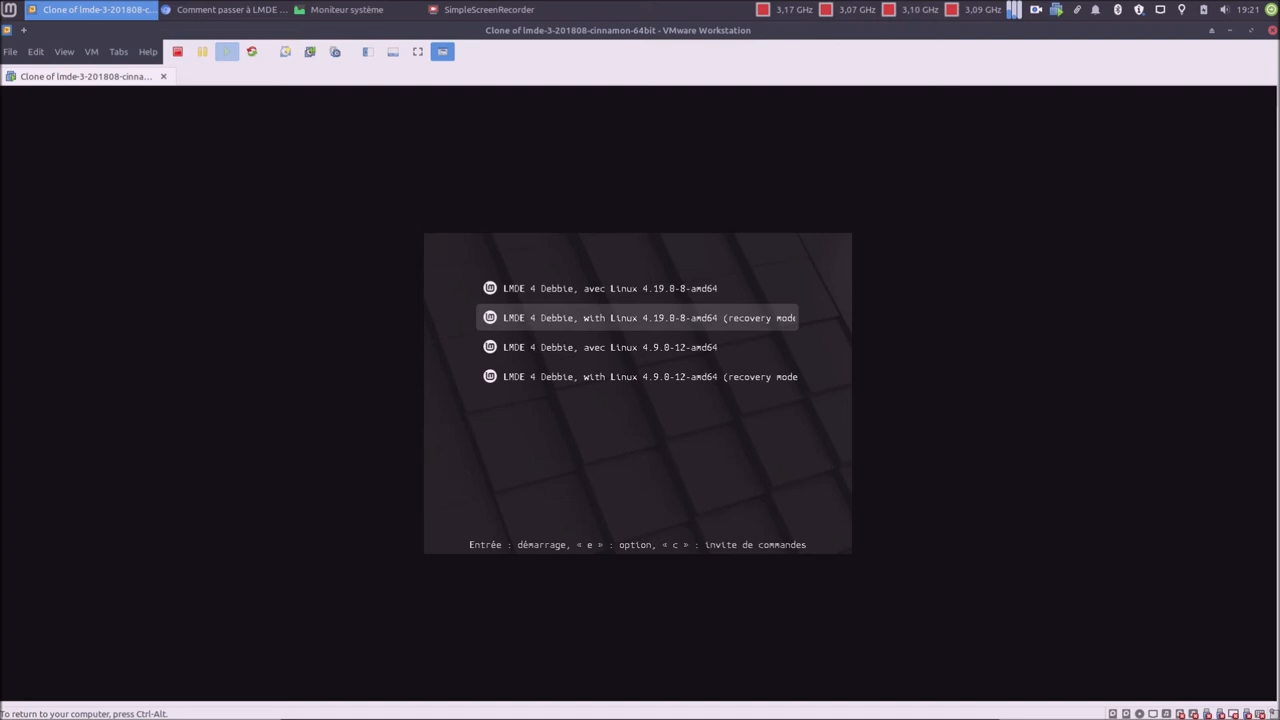 Clone of lmde-3-201808-c...
Comment passer à LMDE ...
Moniteur système
SimpleScreenRecorder
3,17 GHz
3,07 GHz
3,10 GHz
3,09 GHz
19:21
Clone of lmde-3-201808-cinnamon-64bit - VMware Workstation
File Edit View VM Tabs Help
Clone of lmde-3-201808-cinna...
LMDE 4 Debbie, avec Linux 4.19.0-8-amd64
LMDE 4 Debbie, with Linux 4.19.0-8-amd64 (recovery mode
LMDE 4 Debbie, avec Linux 4.9.0-12-amd64
LMDE 4 Debbie, with Linux 4.9.0-12-amd64 (recovery mode
Entrée : démarrage, « e » : option, « c » : invite de commandes
To return to your computer, press Ctrl-Alt.